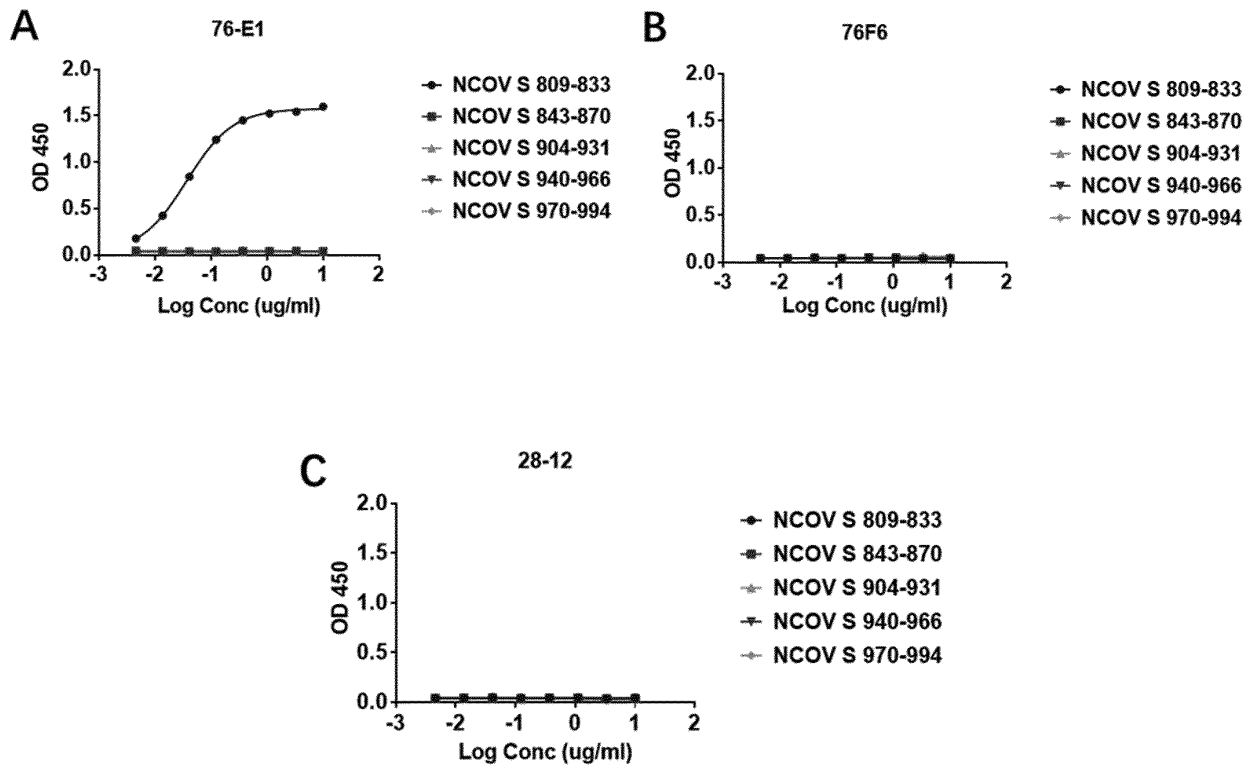 A
76-E1
2.0
1.5
1.0
0.5
0.0
OD 450
-3 -2 -1 0 1 2
Log Conc (ug/ml)
NCOV S 809-833
NCOV S 843-870
NCOV S 904-931
NCOV S 940-966
NCOV S 970-994
B
76F6
2.0
1.5
1.0
0.5
0.0
OD 450
-3 -2 -1 0 1 2
Log Conc (ug/ml)
NCOV S 809-833
NCOV S 843-870
NCOV S 904-931
NCOV S 940-966
NCOV S 970-994
C
28-12
2.0
1.5
1.0
0.5
0.0
OD 450
-3 -2 -1 0 1 2
Log Conc (ug/ml)
NCOV S 809-833
NCOV S 843-870
NCOV S 904-931
NCOV S 940-966
NCOV S 970-994